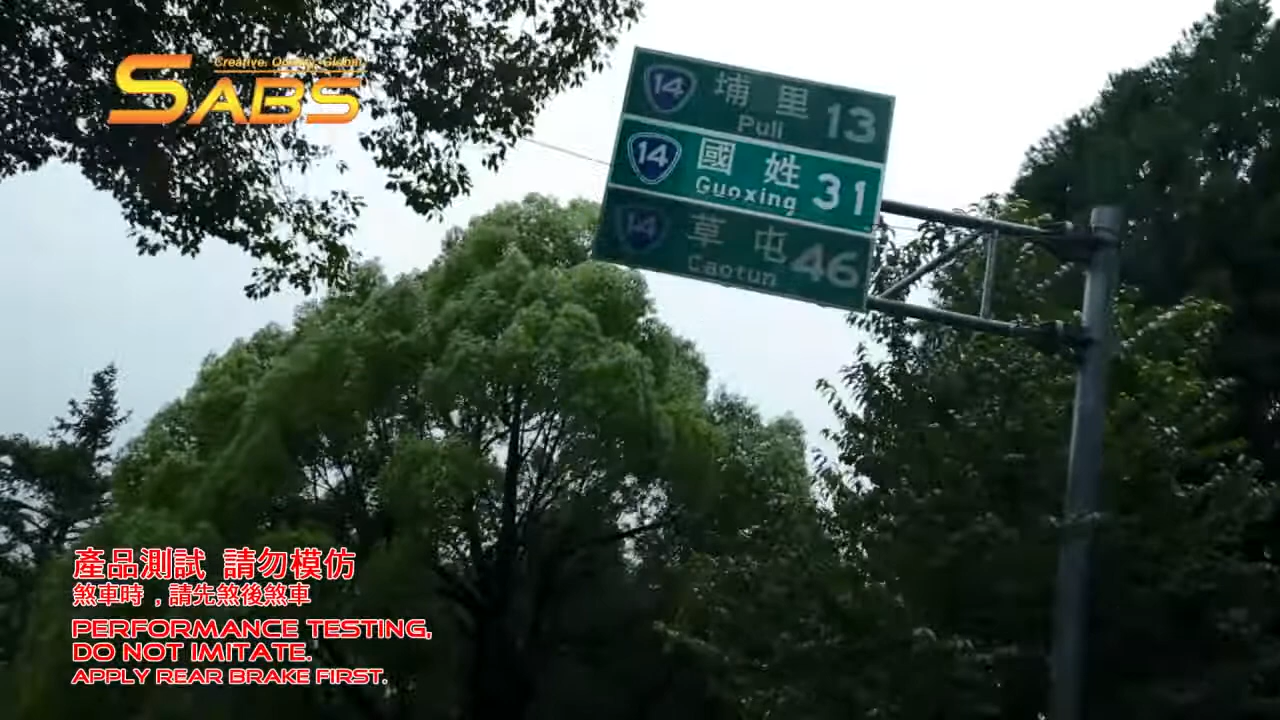 Creative. Quality. Global.
SABS
14 埔里 13
Puli
14 國姓 31
Guoxing
14 草屯 46
Caotun
產品測試 請勿模仿
煞車時,請先煞後煞車
PERFORMANCE TESTING,
DO NOT IMITATE.
APPLY REAR BRAKE FIRST.